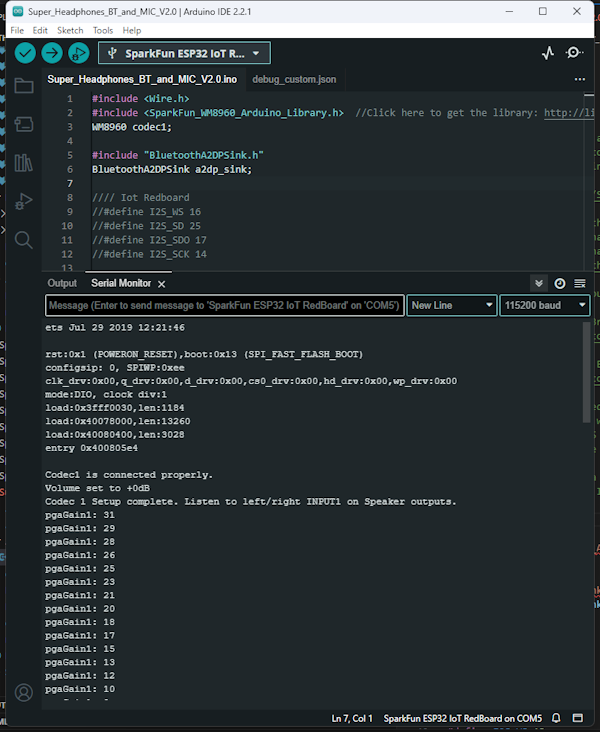 Super_Headphones_BT_and_MIC_V2.0 | Arduino IDE 2.2.1
File Edit Sketch Tools Help
SparkFun ESP32 IoT R...
Super_Headphones_BT_and_MIC_V2.0.ino debug_custom.json
1 #include <Wire.h>
2 #include <SparkFun_WM8960_Arduino_Library.h> //Click here to get the library: http://li
3 WM8960 codec1;
4
5 #include "BluetoothA2DPSink.h"
6 BluetoothA2DPSink a2dp_sink;
7
8 //// Iot Redboard
9 //#define I2S_WS 16
10 //#define I2S_SD 25
11 //#define I2S_SDO 17
12 //#define I2S_SCK 14
13
Output Serial Monitor
Message (Enter to send message to 'SparkFun ESP32 IoT RedBoard' on 'COM5') New Line 115200 baud
ets Jul 29 2019 12:21:46
rst:0x1 (POWERON_RESET),boot:0x13 (SPI_FAST_FLASH_BOOT)
configsip: 0, SPIWP:0xee
clk_drv:0x00,q_drv:0x00,d_drv:0x00,cs0_drv:0x00,hd_drv:0x00,wp_drv:0x00
mode:DIO, clock div:1
load:0x3fff0030,len:1184
load:0x40078000,len:13260
load:0x40080400,len:3028
entry 0x400805e4
Codec1 is connected properly.
Volume set to +0dB
Codec 1 Setup complete. Listen to left/right INPUT1 on Speaker outputs.
pgaGain1: 31
pgaGain1: 29
pgaGain1: 28
pgaGain1: 26
pgaGain1: 25
pgaGain1: 23
pgaGain1: 21
pgaGain1: 20
pgaGain1: 18
pgaGain1: 17
pgaGain1: 15
pgaGain1: 13
pgaGain1: 12
pgaGain1: 10
Ln 7, Col 1 SparkFun ESP32 IoT RedBoard on COM5